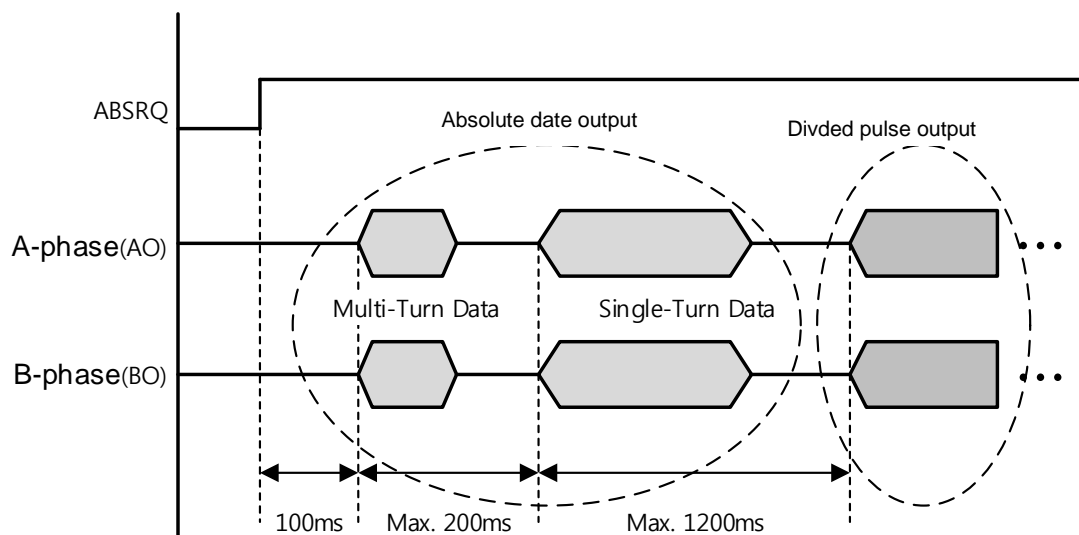 ABSRQ
Absolute date output
Divded pulse output
A-phase(AO)
Multi-Turn Data
Single-Turn Data
B-phase(BO)
100ms
Max. 200ms
Max. 1200ms